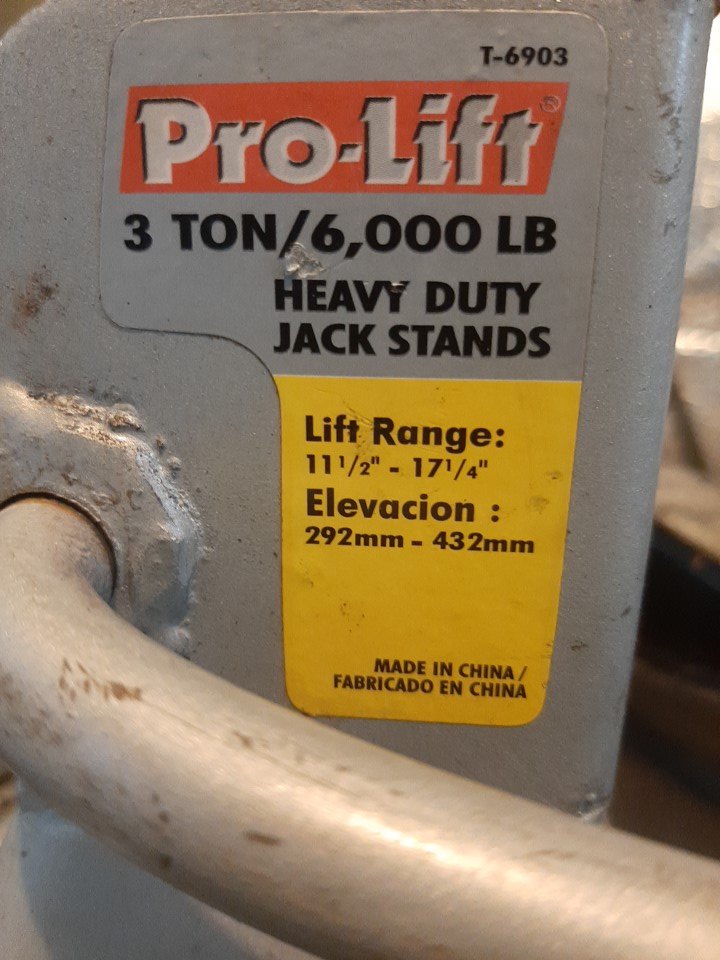 T-6903
Pro-Lift®
3 TON/6,000 LB
HEAVY DUTY
JACK STANDS
Lift Range:
11 1/2" - 17 1/4"
Elevacion :
292mm - 432mm
MADE IN CHINA /
FABRICADO EN CHINA